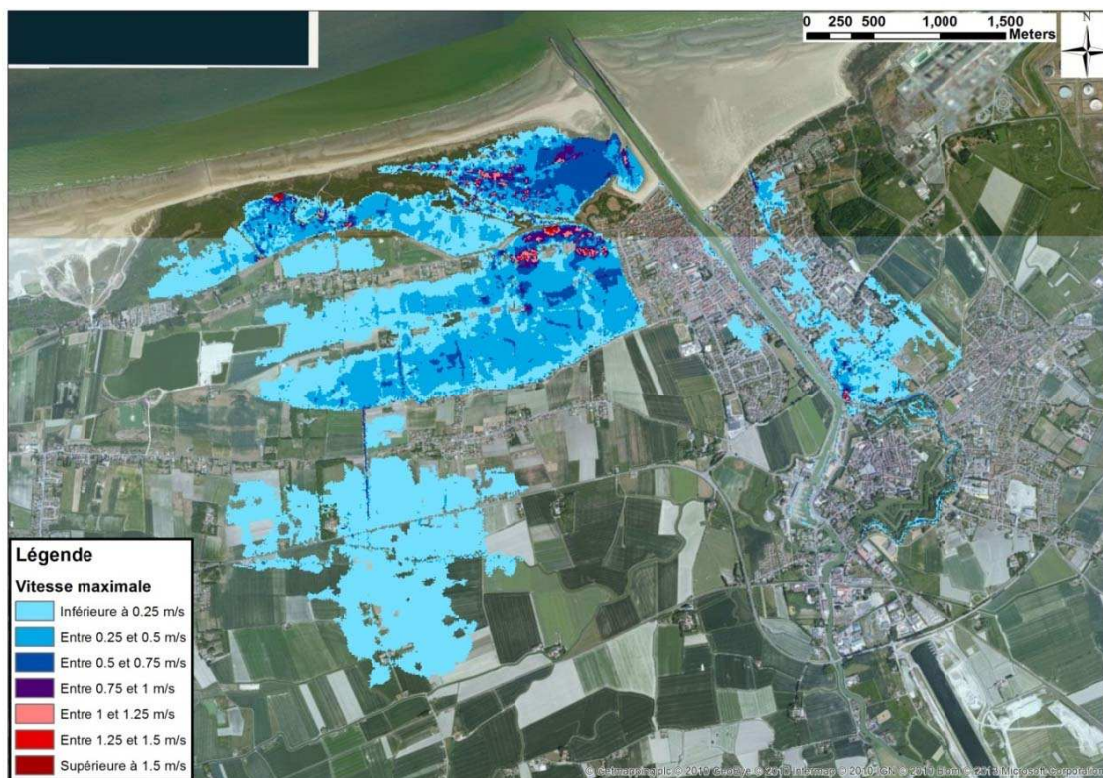 0 250 500 1,000 1,500
Meters
N
Légende
Vitesse maximale
Inférieure à 0.25 m/s
Entre 0.25 et 0.5 m/s
Entre 0.5 et 0.75 m/s
Entre 0.75 et 1 m/s
Entre 1 et 1.25 m/s
Entre 1.25 et 1.5 m/s
Supérieure à 1.5 m/s